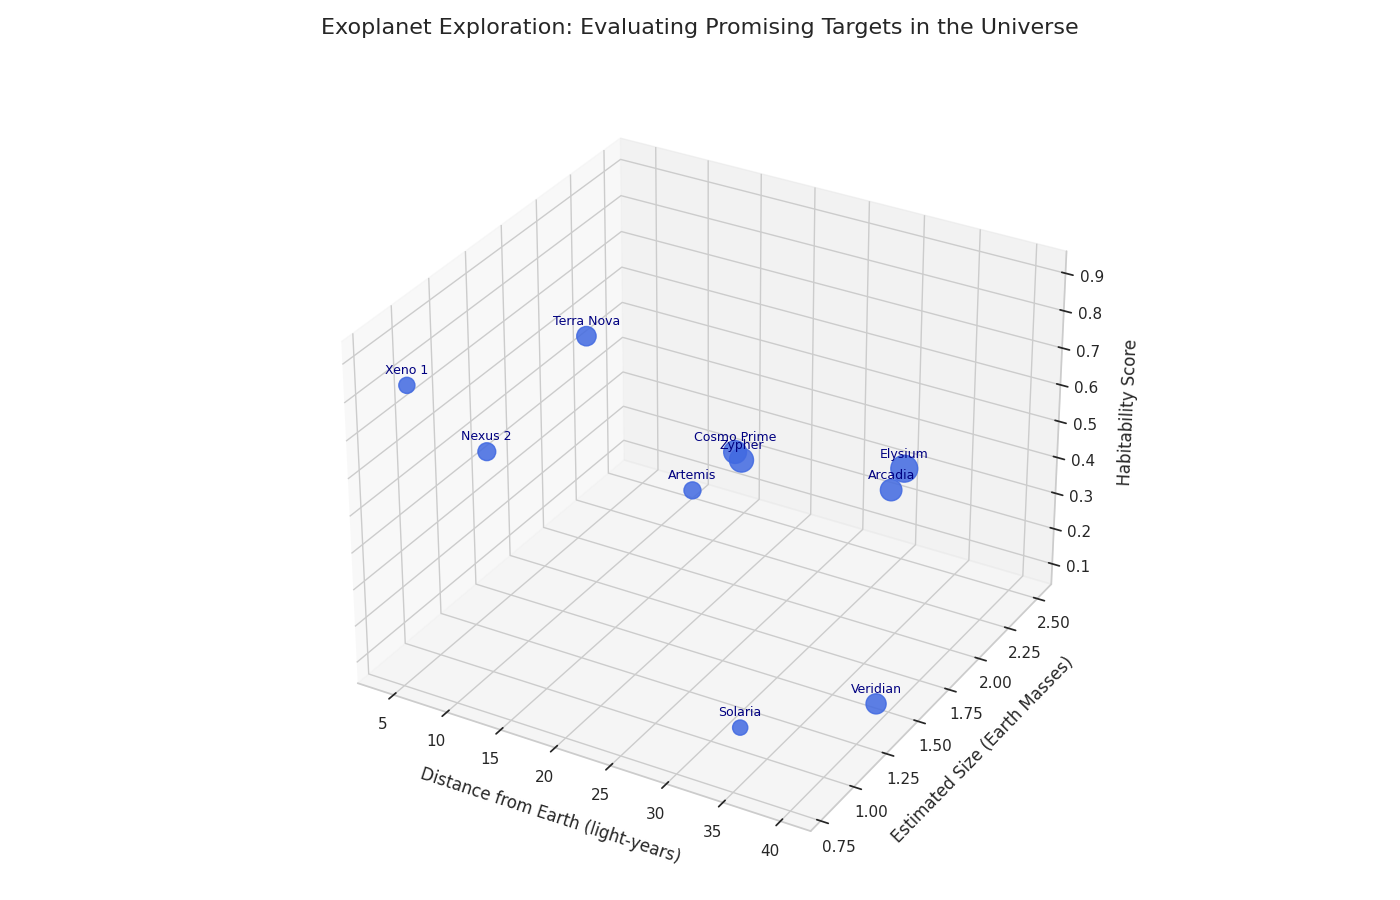 Exoplanet Exploration: Evaluating Promising Targets in the Universe
Terra Nova
Xeno 1
Nexus 2
Cosmo Prime
Zypher
Elysium
Artemis
Arcadia
Veridian
Solaria
0.9
0.8
0.7
0.6
0.5
0.4
0.3
0.2
0.1
Habitability Score
2.50
2.25
2.00
1.75
1.50
1.25
1.00
0.75
Estimated Size (Earth Masses)
5
10
15
20
25
30
35
40
Distance from Earth (light-years)